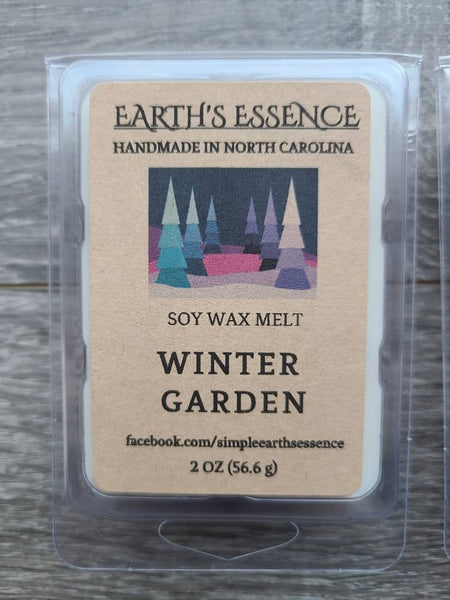 EARTH'S ESSENCE
HANDMADE IN NORTH CAROLINA
SOY WAX MELT
WINTER
GARDEN
facebook.com/simpleearthsessence
2 OZ (56.6 g)